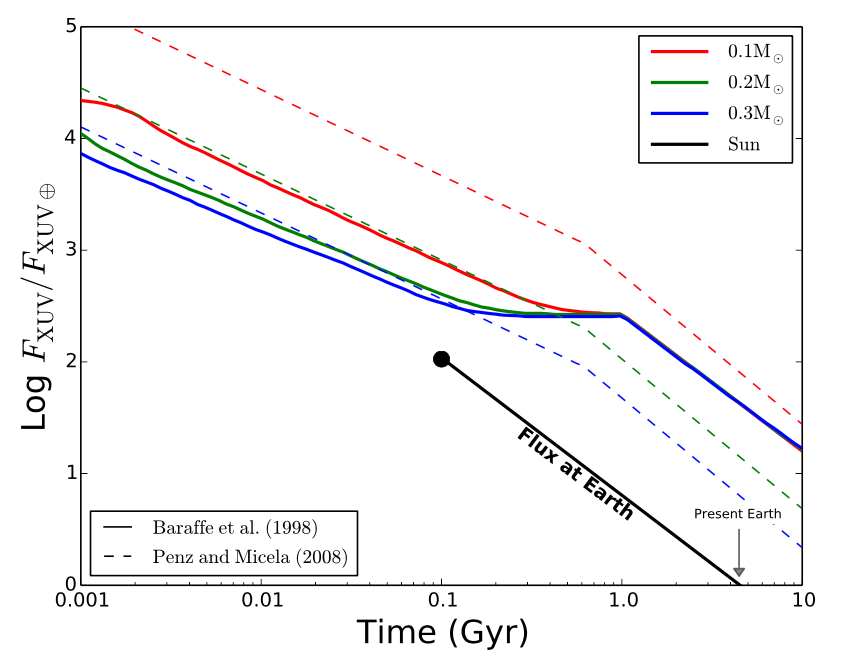 5
4
3
2
1
0
Log F_XUV/F_XUV⊕
0.1M⊙
0.2M⊙
0.3M⊙
Sun
Flux at Earth
Present Earth
Baraffe et al. (1998)
Penz and Micela (2008)
0.001
0.01
0.1
1.0
10
Time (Gyr)